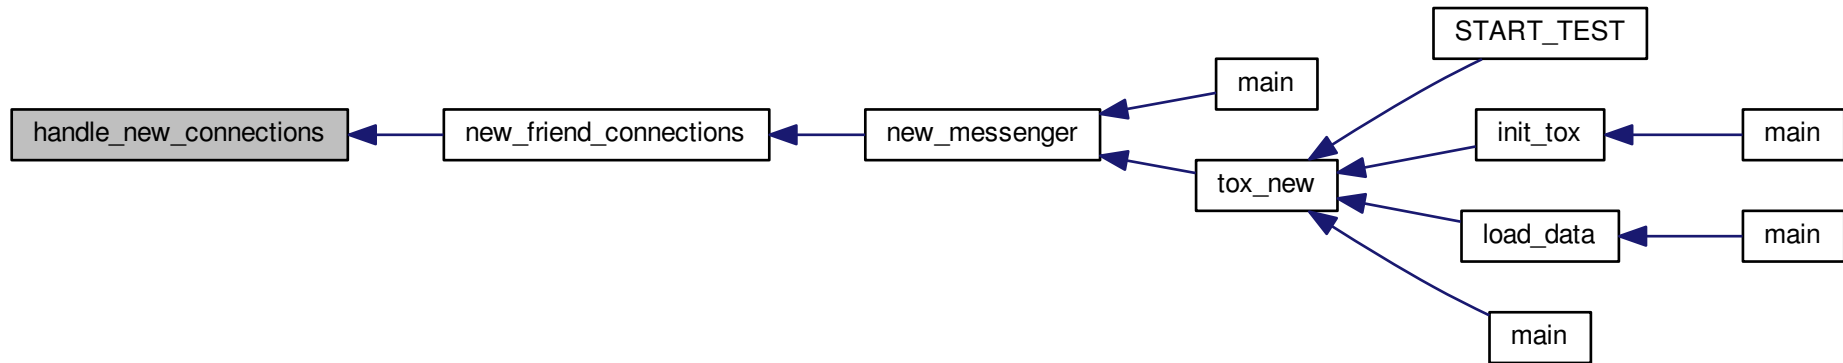 START_TEST
main
handle_new_connections
new_friend_connections
new_messenger
init_tox
main
tox_new
load_data
main
main